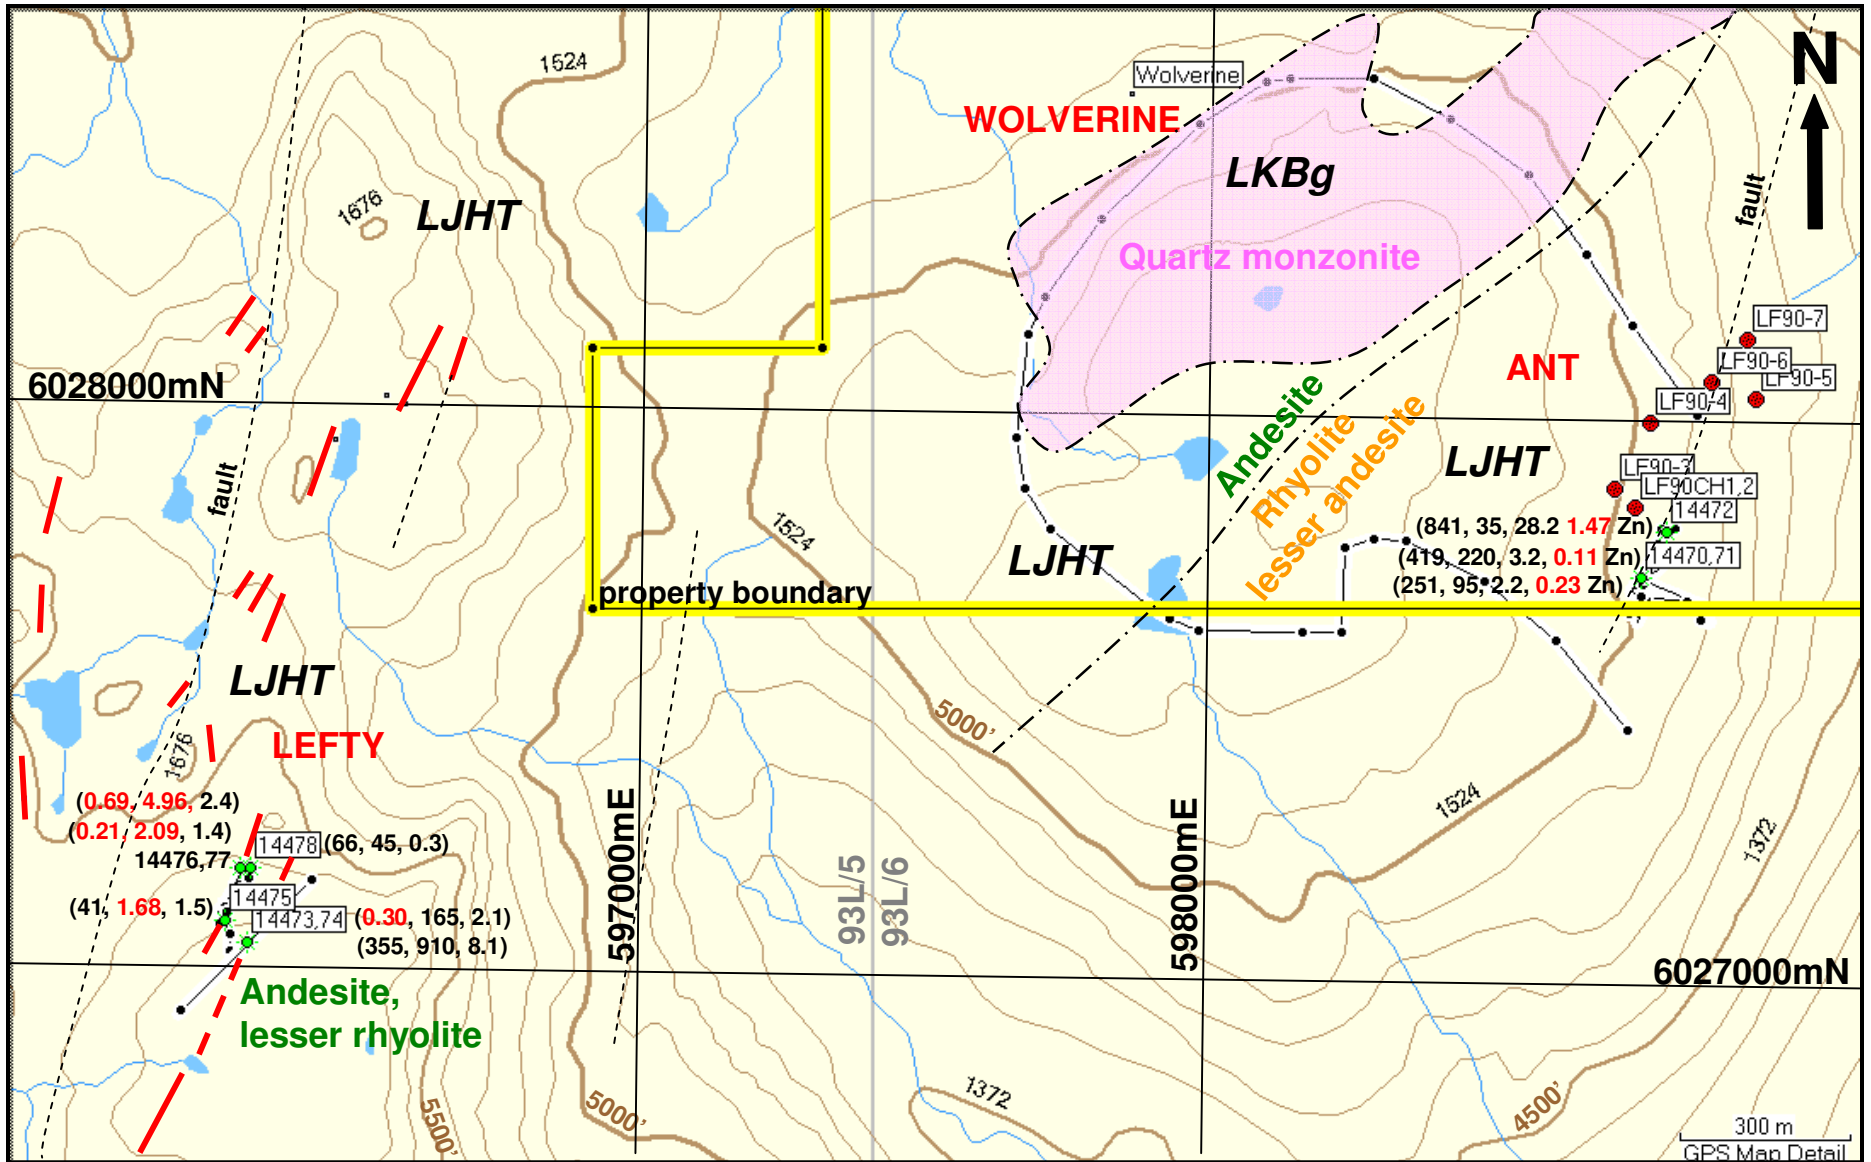 1524
N
Wolverine
WOLVERINE
LKBg
1676
LJHT
fault
Quartz monzonite
LF90-7
LF90-6
LF90-5
ANT
6028000mN
LF90-4
Andesite
Rhyolite
lesser andesite
LJHT
fault
LF90-3
LF90CH1,2
14472
1524
(841, 35, 28.2 1.47 Zn)
LJHT
(419, 220, 3.2, 0.11 Zn)
14470,71
(251, 95, 2.2, 0.23 Zn)
property boundary
LJHT
5000'
LEFTY
1676
(0.69, 4.96, 2.4)
(0.21, 2.09, 1.4)
14476,77
14478
(66, 45, 0.3)
597000mE
598000mE
1524
1372
93L/5
93L/6
14475
(41, 1.68, 1.5)
14473,74
(0.30, 165, 2.1)
(355, 910, 8.1)
6027000mN
Andesite,
lesser rhyolite
5500'
5000'
1372
4500'
300 m
GPS Map Detail